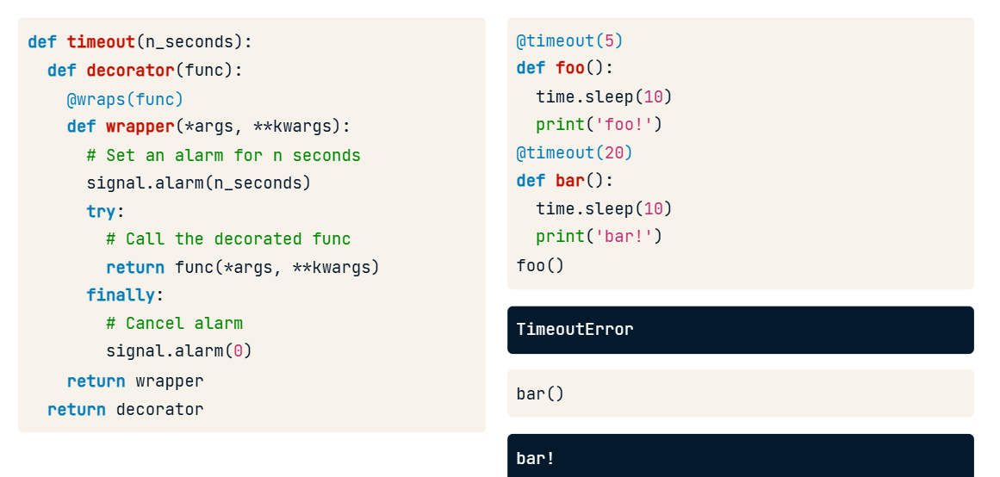 def timeout(n_seconds):
  def decorator(func):
    @wraps(func)
    def wrapper(*args, **kwargs):
      # Set an alarm for n seconds
      signal.alarm(n_seconds)
      try:
        # Call the decorated func
        return func(*args, **kwargs)
      finally:
        # Cancel alarm
        signal.alarm(0)
    return wrapper
  return decorator
@timeout(5)
def foo():
  time.sleep(10)
  print('foo!')
@timeout(20)
def bar():
  time.sleep(10)
  print('bar!')
foo()
TimeoutError
bar()
bar!